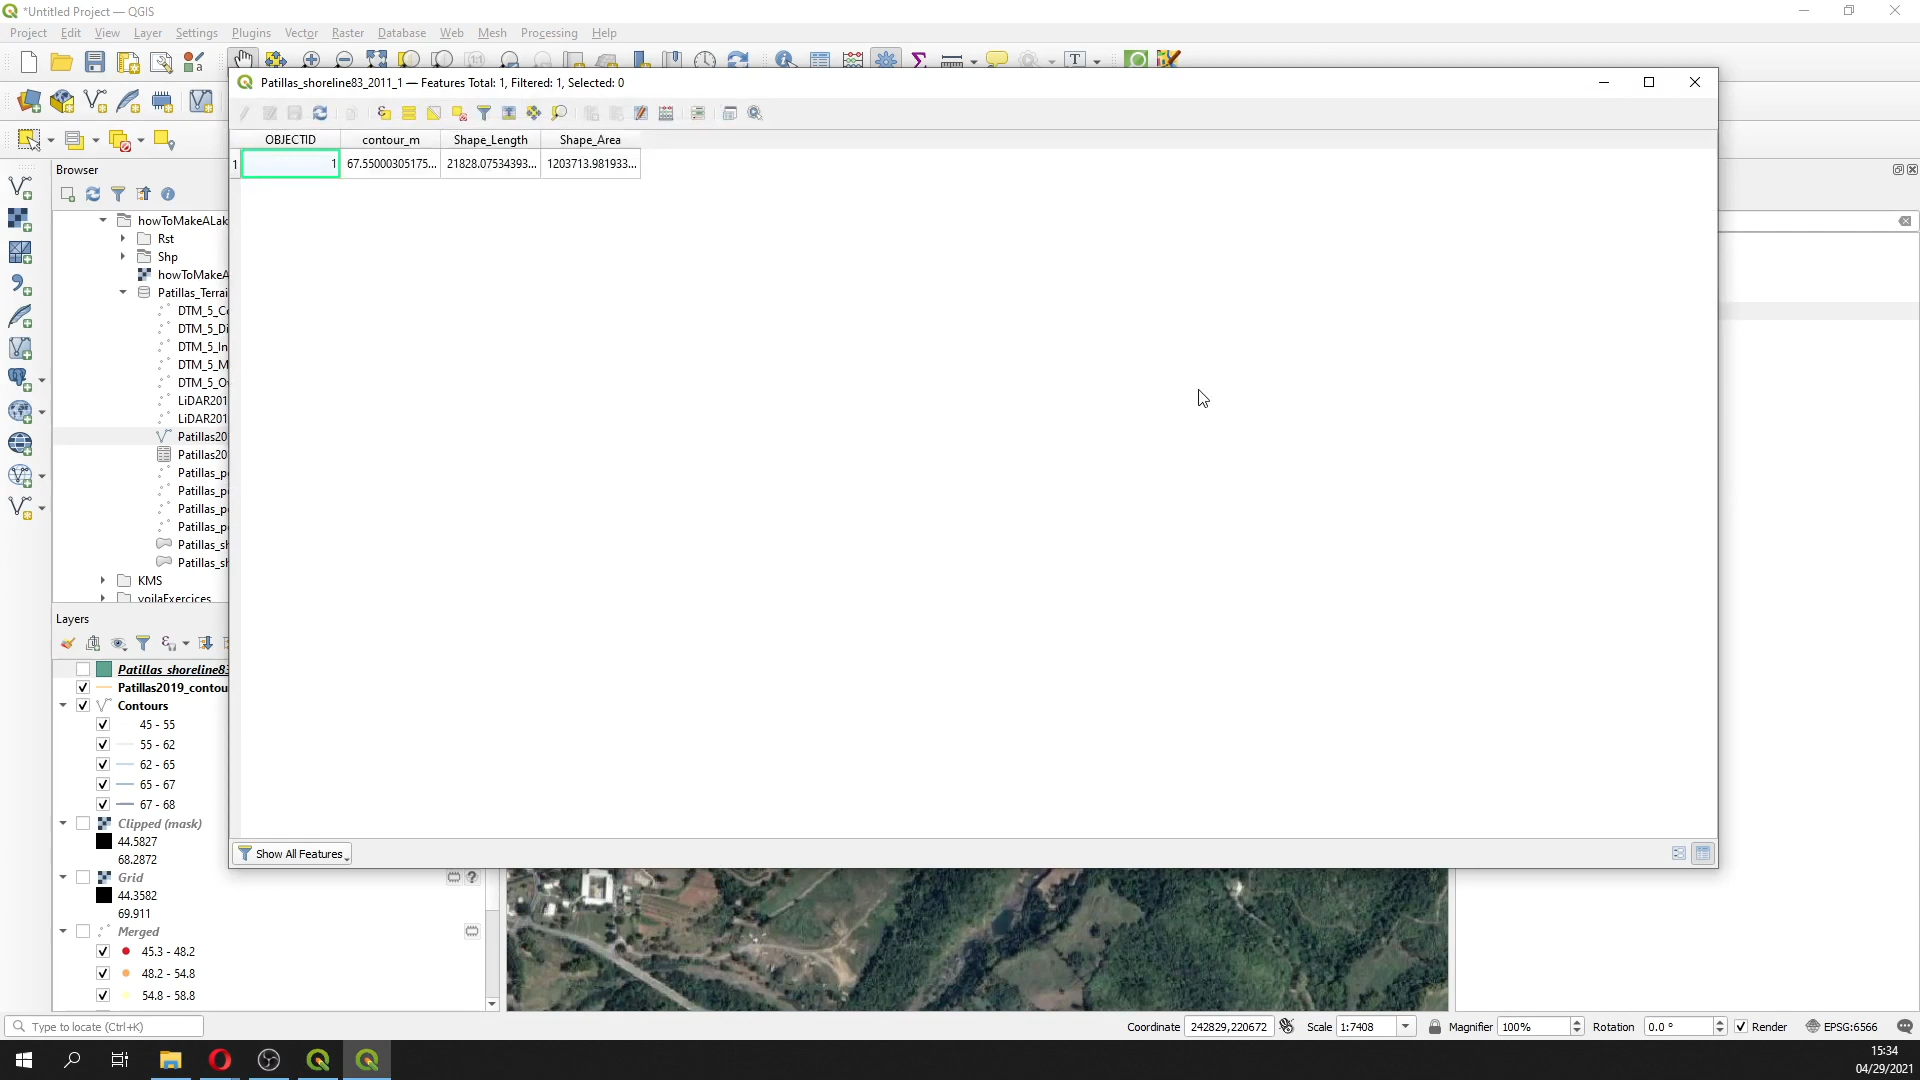 *Untitled Project — QGIS
Project Edit View Layer Settings Plugins Vector Raster Database Web Mesh Processing Help
Patillas_shoreline83_2011_1 — Features Total: 1, Filtered: 1, Selected: 0
OBJECTID contour_m Shape_Length Shape_Area
1 1 67.55000305175... 21828.07534393... 1203713.981933...
Browser
howToMakeALak
Rst
Shp
howToMakeA
Patillas_Terrai
DTM_5_Co
DTM_5_Di
DTM_5_In
DTM_5_M
DTM_5_O
LiDAR201
LiDAR201
Patillas20
Patillas20
Patillas_p
Patillas_p
Patillas_p
Patillas_p
Patillas_sh
Patillas_sh
KMS
voilaExercices
Layers
Patillas_shoreline83
Patillas2019_contou
Contours
45 - 55
55 - 62
62 - 65
65 - 67
67 - 68
Clipped (mask)
44.5827
68.2872
Grid
44.3582
69.911
Merged
45.3 - 48.2
48.2 - 54.8
54.8 - 58.8
Show All Features
Type to locate (Ctrl+K)
Coordinate 242829,220672 Scale 1:7408 Magnifier 100% Rotation 0.0 ° Render EPSG:6566
15:34
04/29/2021